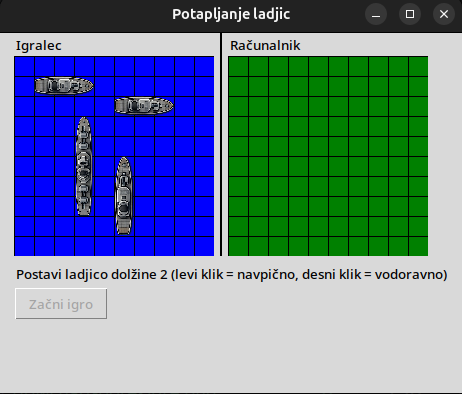 Potapljanje ladjic
Igralec
Računalnik
Postavi ladjico dolžine 2 (levi klik = navpično, desni klik = vodoravno)
Začni igro